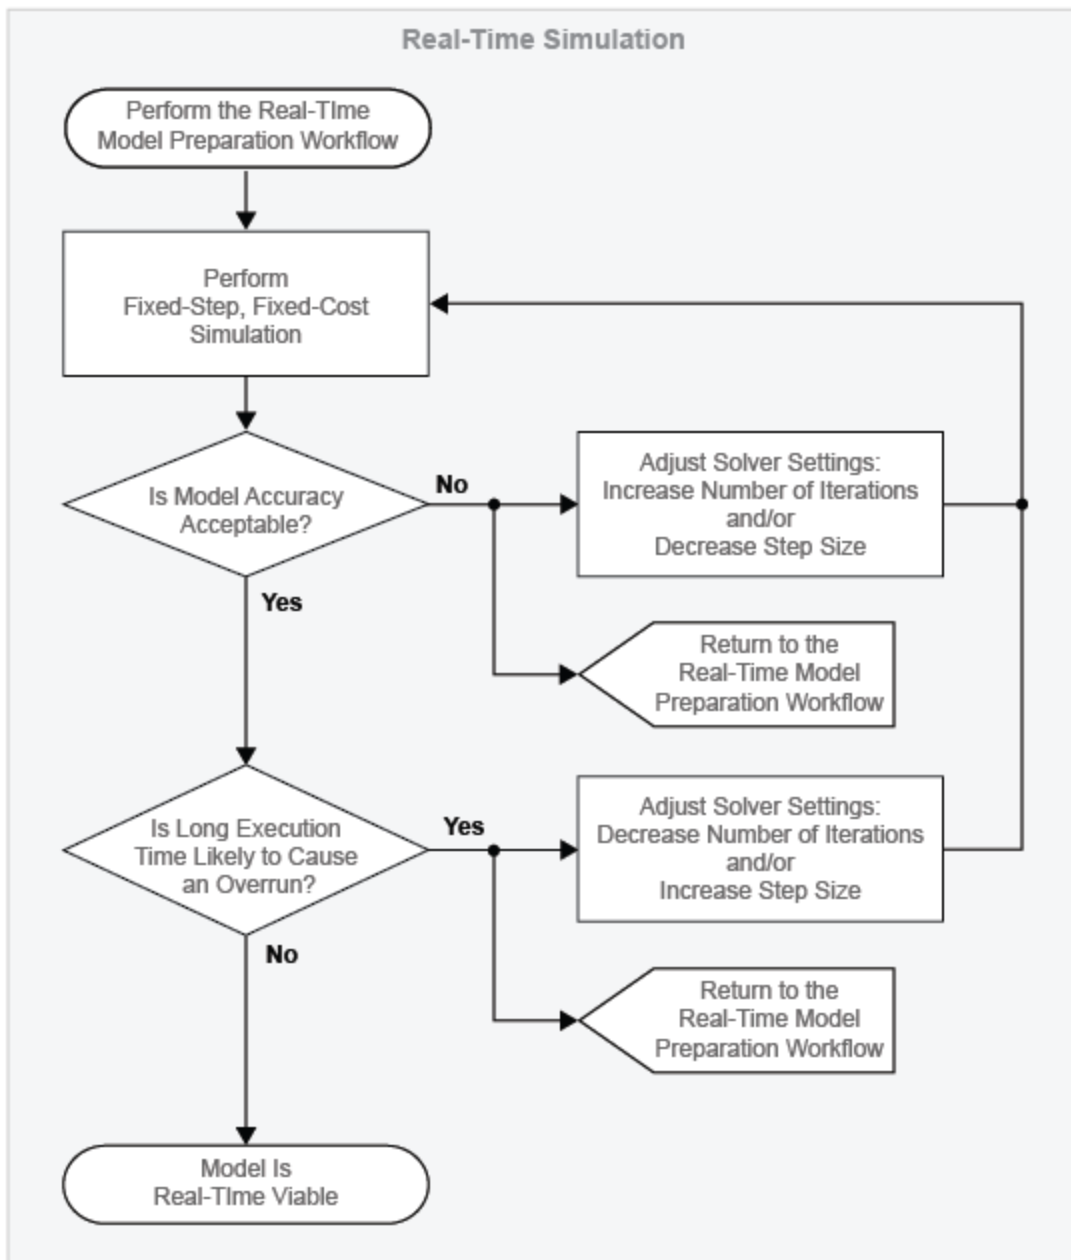 Real-Time Simulation
Perform the Real-TIme
Model Preparation Workflow
Perform
Fixed-Step, Fixed-Cost
Simulation
Is Model Accuracy
Acceptable?
No
Adjust Solver Settings:
Increase Number of Iterations
and/or
Decrease Step Size
Yes
Return to the
Real-Time Model
Preparation Workflow
Is Long Execution
Time Likely to Cause
an Overrun?
Yes
Adjust Solver Settings:
Decrease Number of Iterations
and/or
Increase Step Size
No
Return to the
Real-Time Model
Preparation Workflow
Model Is
Real-TIme Viable